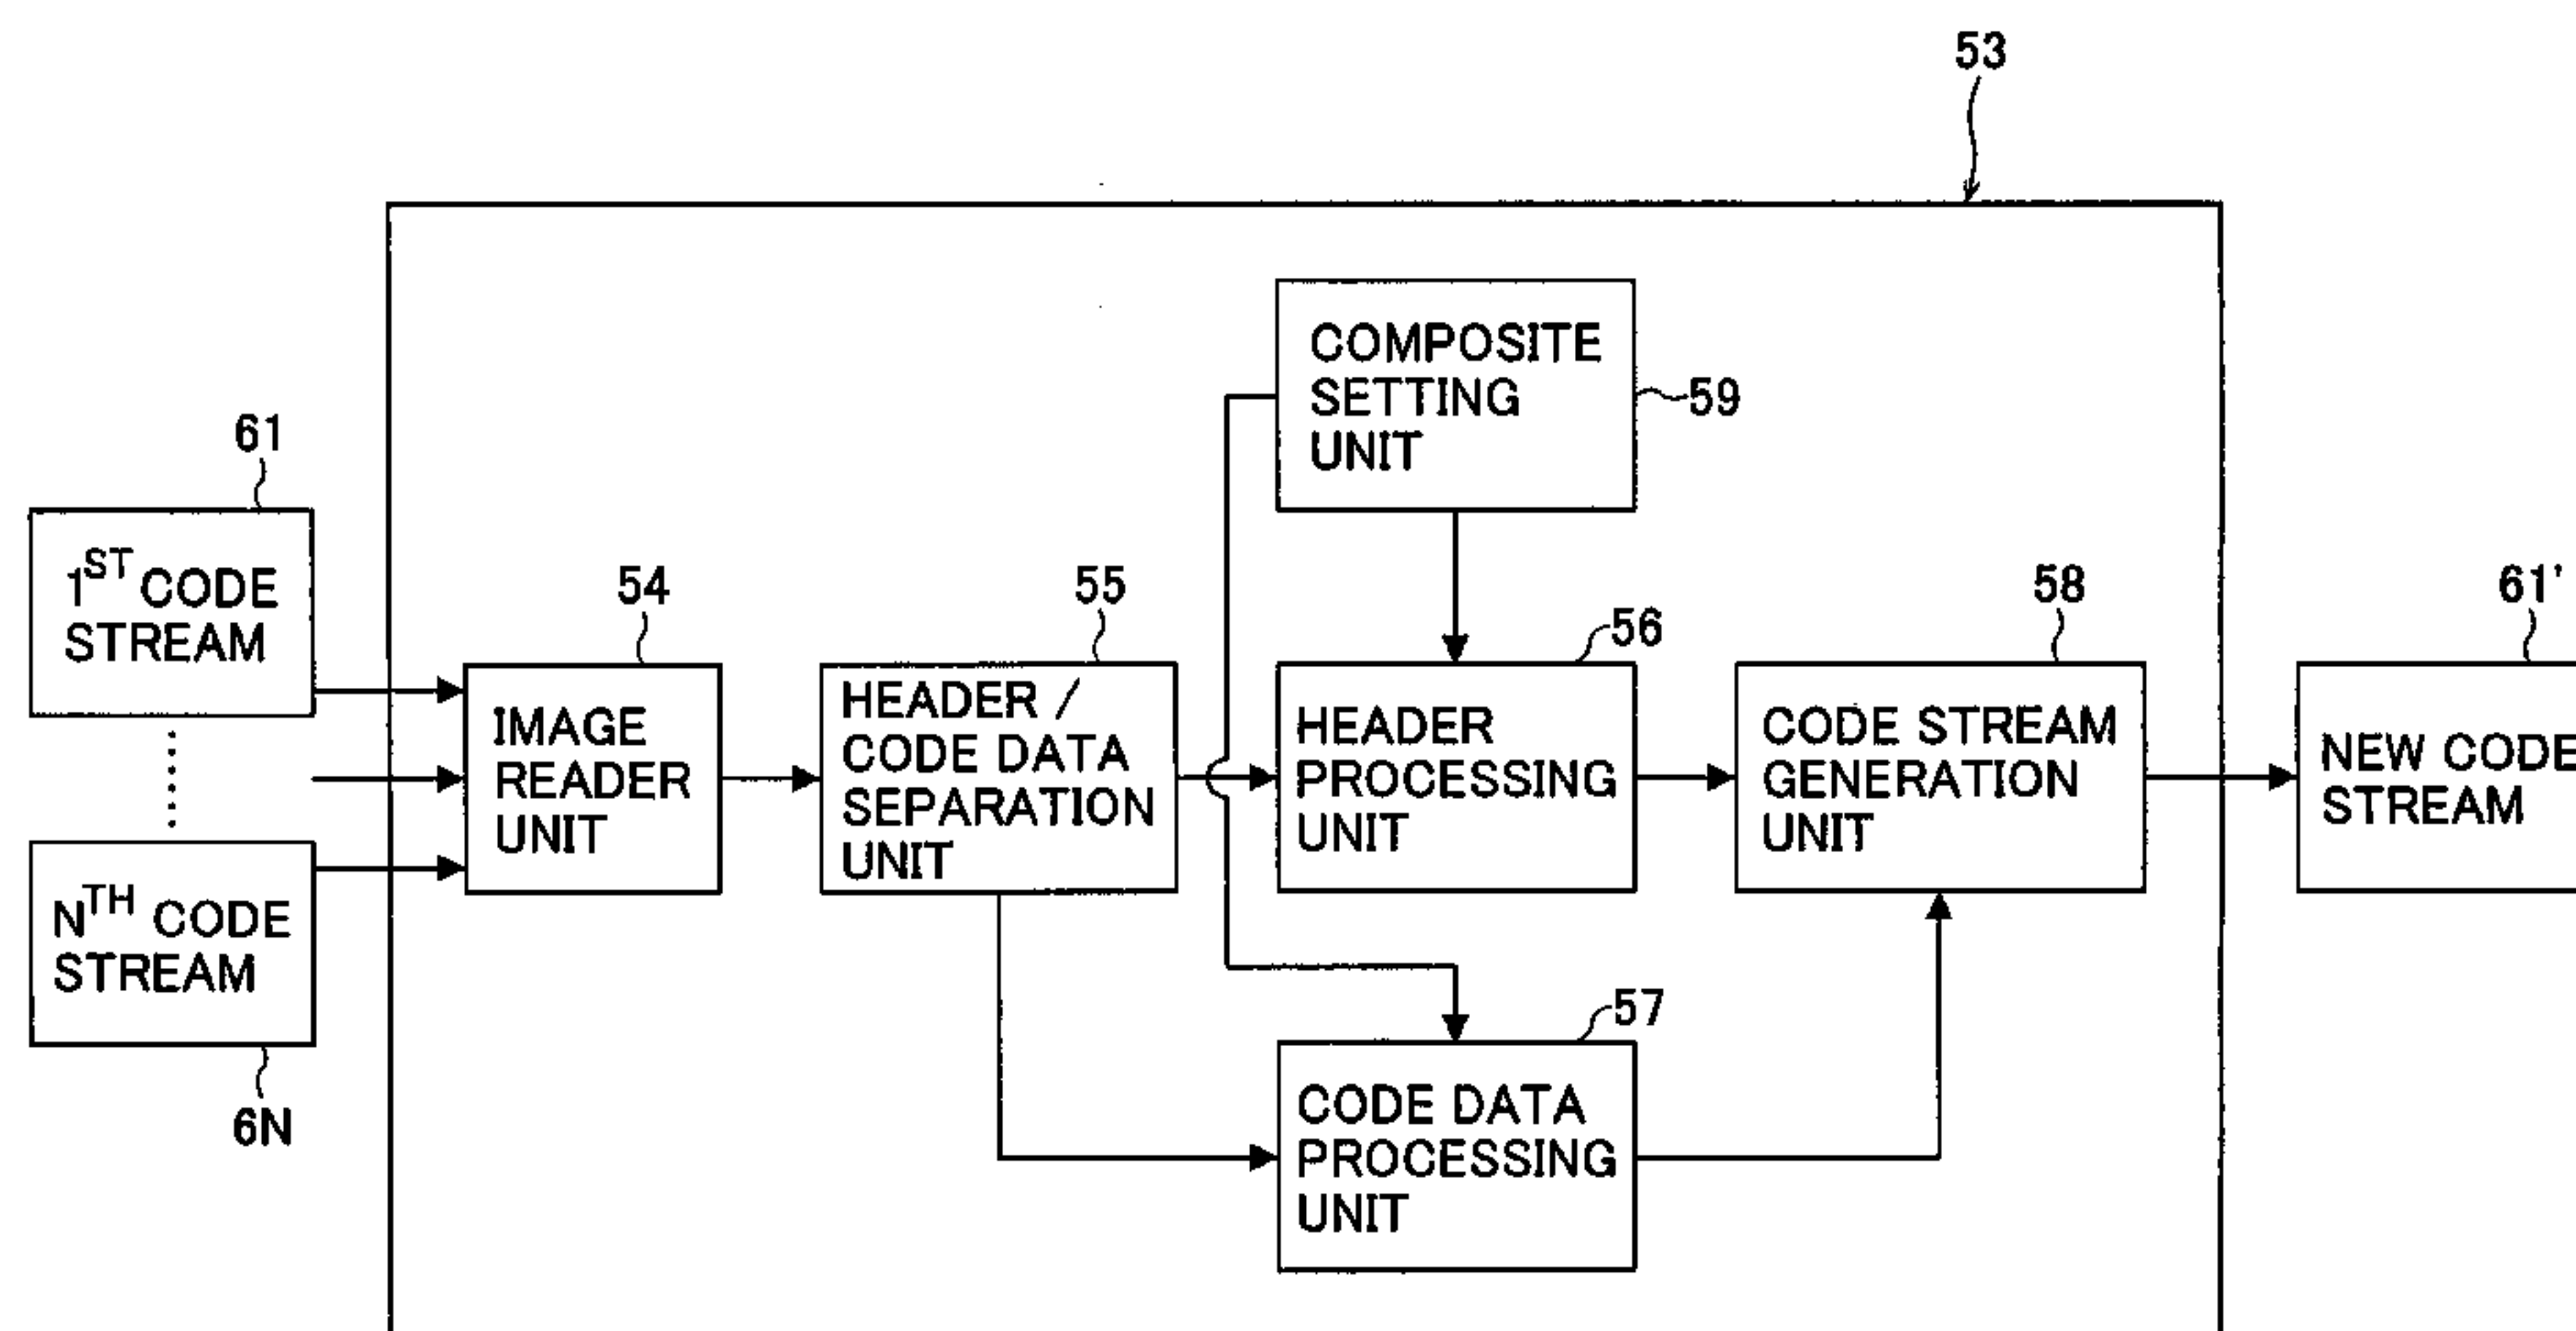 53
COMPOSITE
SETTING
UNIT
59
61
1ST CODE
STREAM
54
IMAGE
READER
UNIT
55
HEADER /
CODE DATA
SEPARATION
UNIT
56
HEADER
PROCESSING
UNIT
58
CODE STREAM
GENERATION
UNIT
61'
NEW CODE
STREAM
NTH CODE
STREAM
6N
57
CODE DATA
PROCESSING
UNIT